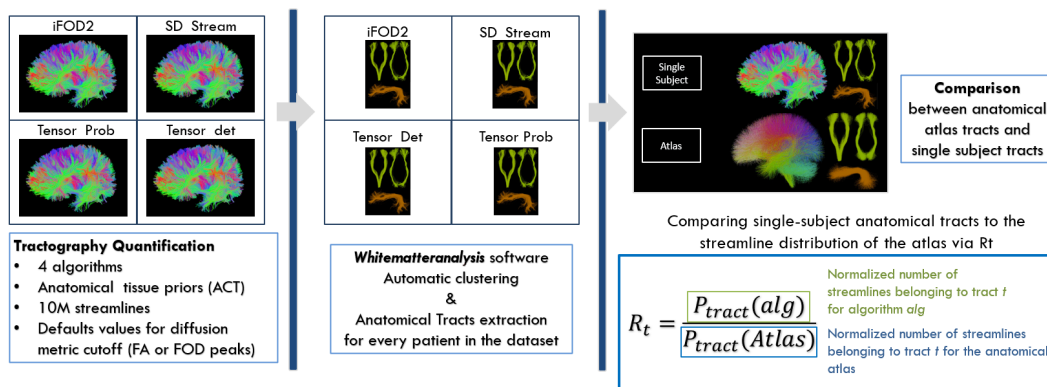 iFOD2
SD Stream
Tensor Prob
Tensor det
Tractography Quantification
• 4 algorithms
• Anatomical tissue priors (ACT)
• 10M streamlines
• Defaults values for diffusion
metric cutoff (FA or FOD peaks)
iFOD2
SD Stream
Tensor Det
Tensor Prob
Whitematteranalysis software
Automatic clustering
&
Anatomical Tracts extraction
for every patient in the dataset
Single
Subject
Atlas
Comparison
between anatomical
atlas tracts and
single subject tracts
Comparing single-subject anatomical tracts to the
streamline distribution of the atlas via Rt
R_t = P_tract(alg) / P_tract(Atlas)
Normalized number of
streamlines belonging to tract t
for algorithm alg
Normalized number of streamlines
belonging to tract t for the anatomical
atlas